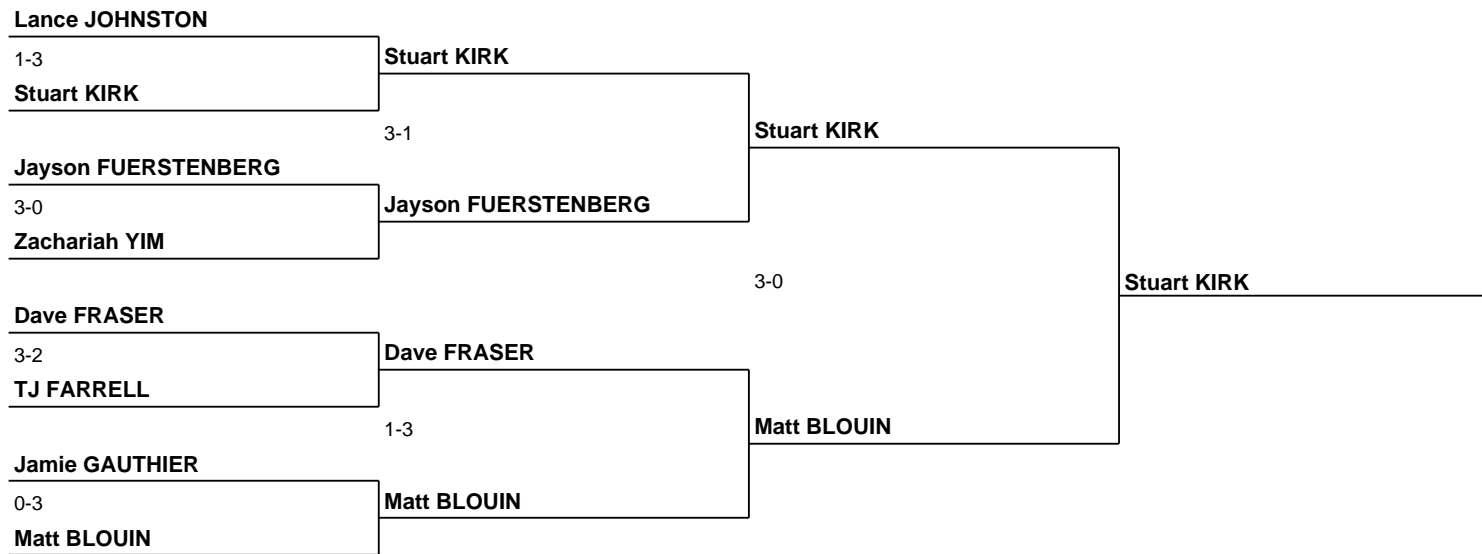 Lance JOHNSTON
1-3
Stuart KIRK
Stuart KIRK
3-1
Stuart KIRK
Jayson FUERSTENBERG
3-0
Jayson FUERSTENBERG
Zachariah YIM
3-0
Stuart KIRK
Dave FRASER
3-2
Dave FRASER
TJ FARRELL
1-3
Matt BLOUIN
Jamie GAUTHIER
0-3
Matt BLOUIN
Matt BLOUIN